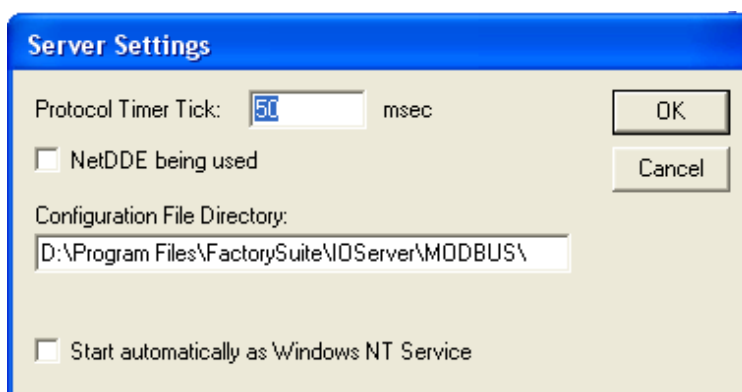 Server Settings
Protocol Timer Tick: 50 msec
OK
NetDDE being used
Cancel
Configuration File Directory:
D:\Program Files\FactorySuite\IOServer\MODBUS\
Start automatically as Windows NT Service